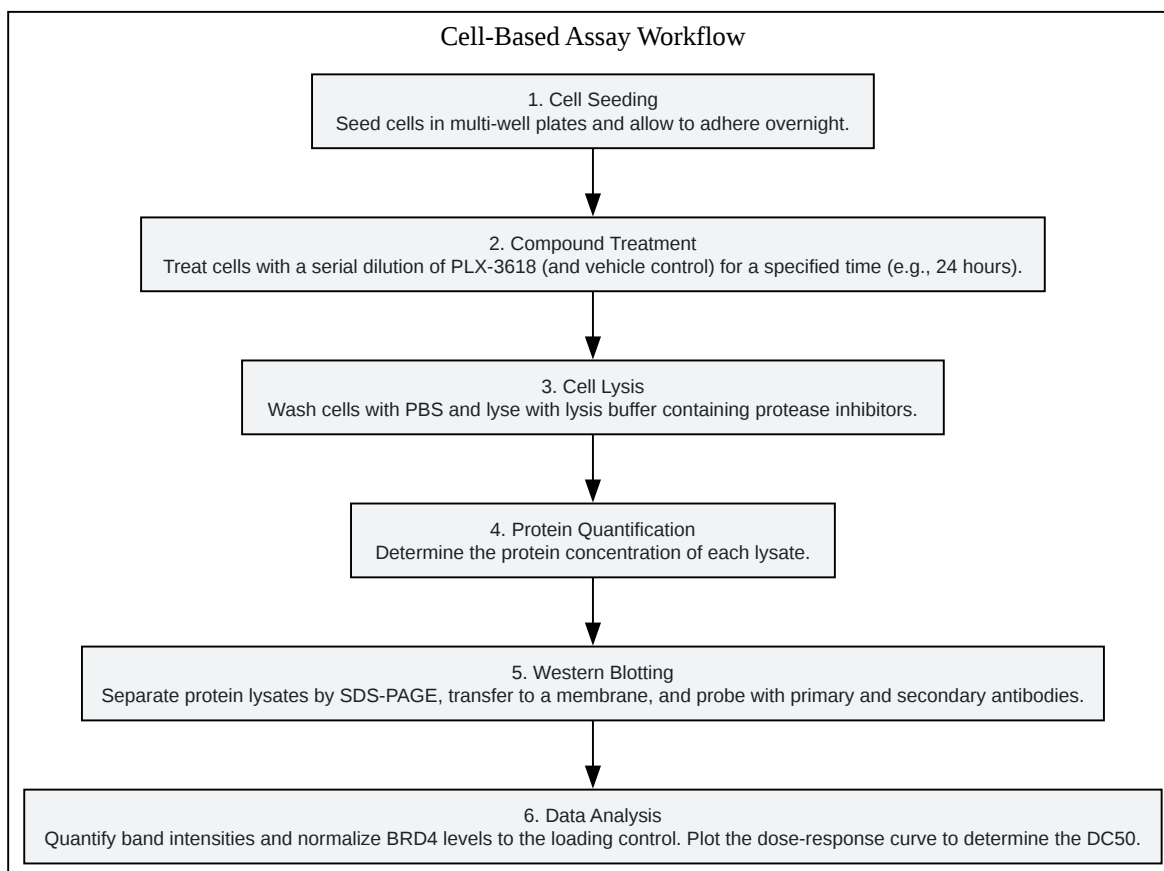 Cell-Based Assay Workflow
1. Cell Seeding
Seed cells in multi-well plates and allow to adhere overnight.
2. Compound Treatment
Treat cells with a serial dilution of PLX-3618 (and vehicle control) for a specified time (e.g., 24 hours).
3. Cell Lysis
Wash cells with PBS and lyse with lysis buffer containing protease inhibitors.
4. Protein Quantification
Determine the protein concentration of each lysate.
5. Western Blotting
Separate protein lysates by SDS-PAGE, transfer to a membrane, and probe with primary and secondary antibodies.
6. Data Analysis
Quantify band intensities and normalize BRD4 levels to the loading control. Plot the dose-response curve to determine the DC50.